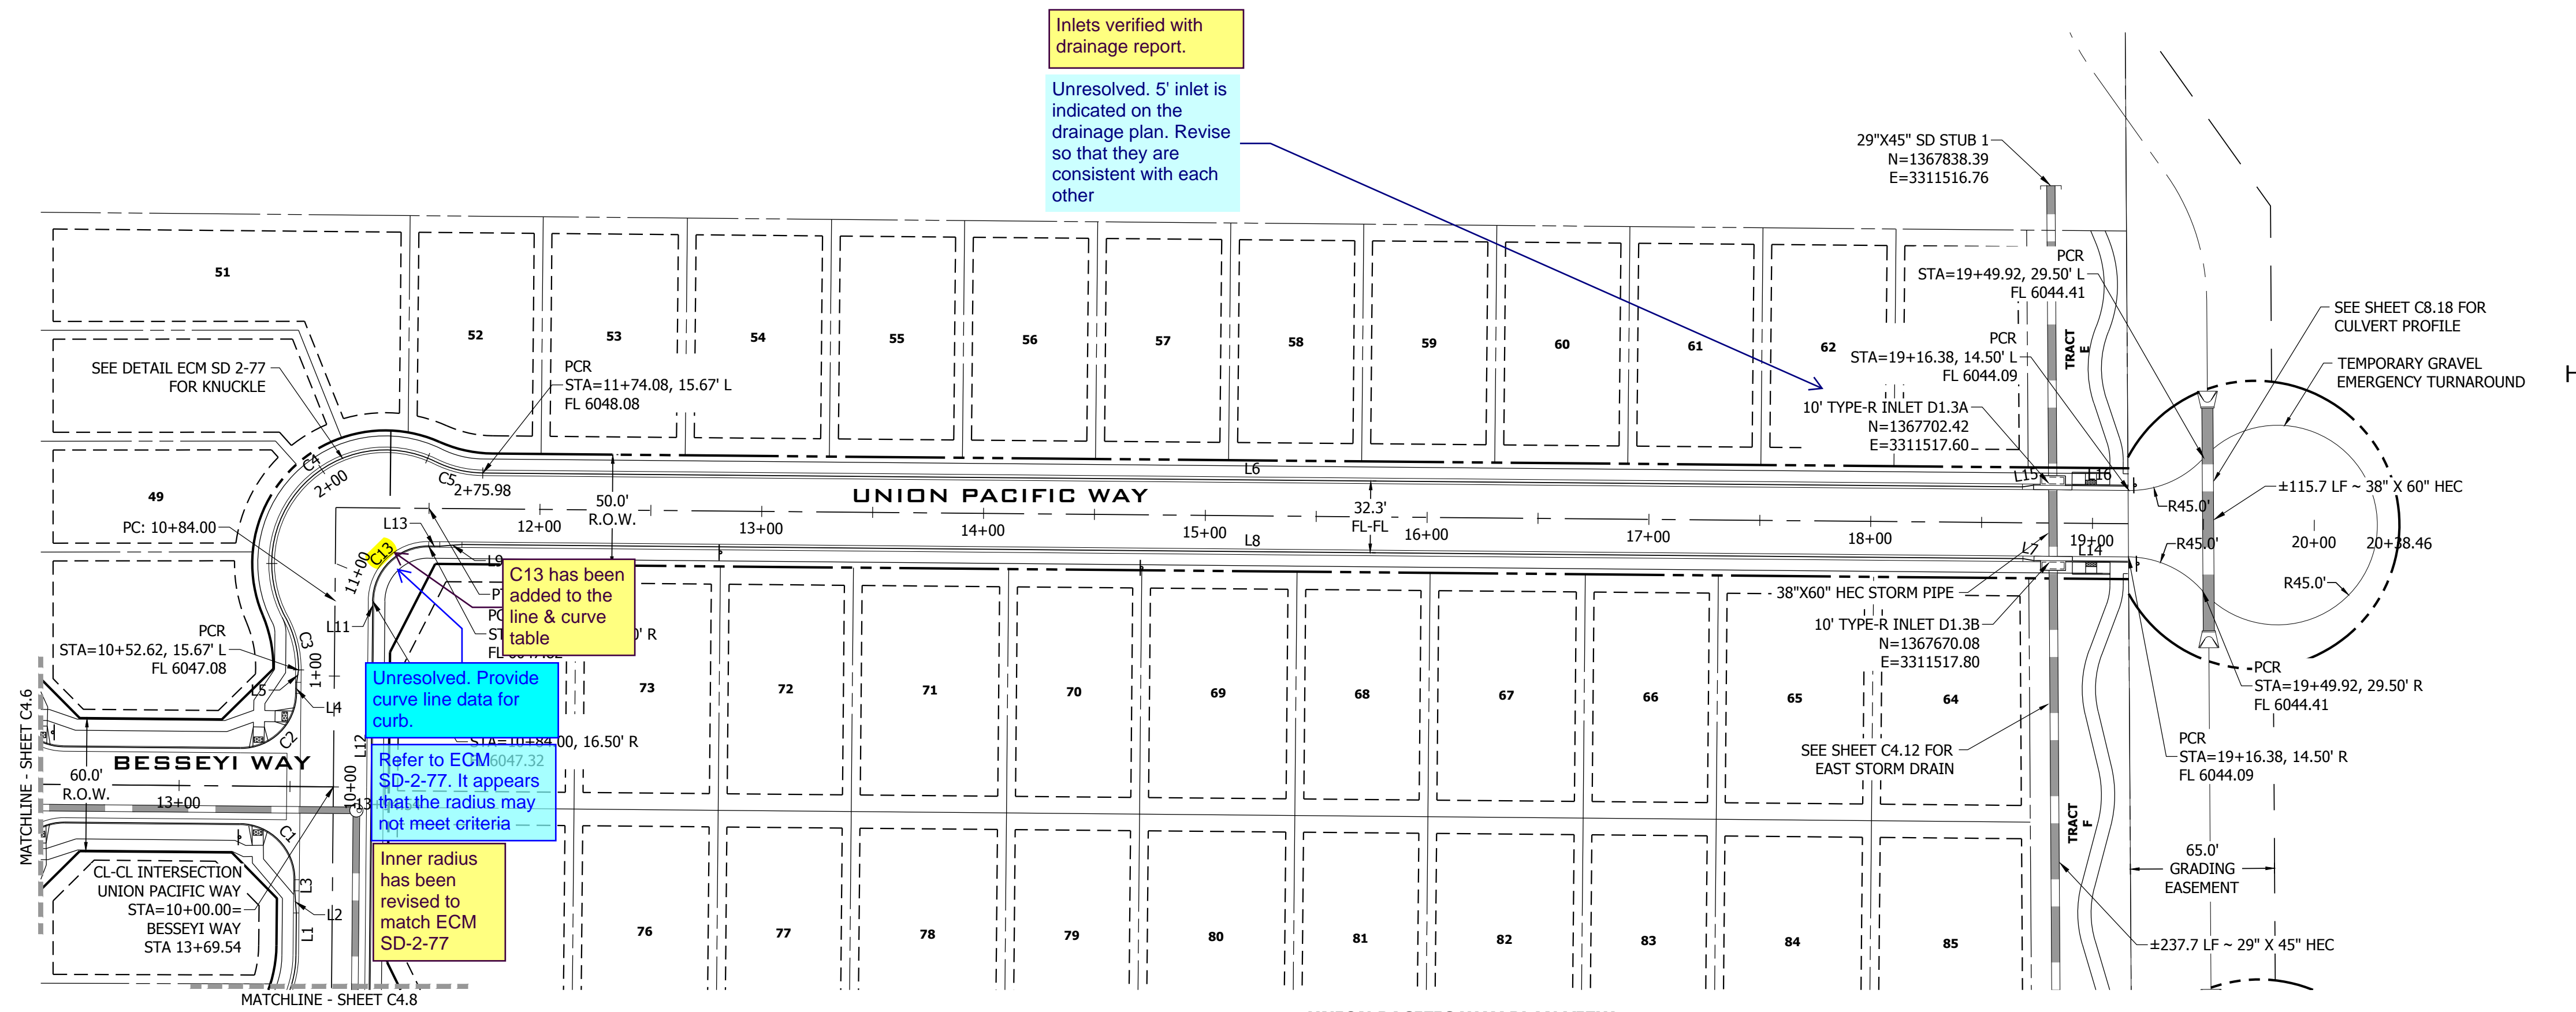 Inlets verified with
drainage report.
Unresolved. 5' inlet is
indicated on the
drainage plan. Revise
so that they are
consistent with each
other
29"X45" SD STUB 1
N=1367838.39
E=3311516.76
PCR
STA=19+49.92, 29.50' L
FL 6044.41
SEE SHEET C8.18 FOR
CULVERT PROFILE
TEMPORARY GRAVEL
EMERGENCY TURNAROUND
H
PCR
STA=19+16.38, 14.50' L
FL 6044.09
TRACT
E
10' TYPE-R INLET D1.3A
N=1367702.42
E=3311517.60
51
52
53
54
55
56
57
58
59
60
61
62
SEE DETAIL ECM SD 2-77
FOR KNUCKLE
PCR
STA=11+74.08, 15.67' L
FL 6048.08
49
PC: 10+84.00
C4
2+00
C5
2+75.98
L13
50.0'
R.O.W.
12+00
13+00
14+00
15+00
16+00
17+00
18+00
19+00
20+00
20+38.46
UNION PACIFIC WAY
L6
32.3'
FL-FL
L8
L15
L16
L7
L14
R45.0'
R45.0'
R45.0'
±115.7 LF ~ 38" X 60" HEC
C13
11+00
L9
C13 has been
added to the
line & curve
table
' R
L11
PCR
STA=10+52.62, 15.67' L
FL 6047.08
C3
1+00
L5
L4
C2
Unresolved. Provide
curve line data for
curb.
STA=10+84.00, 16.50' R
6047.32
Refer to ECM
SD-2-77. It appears
that the radius may
not meet criteria
Inner radius
has been
revised to
match ECM
SD-2-77
L12
10+00
BESSEYI WAY
60.0'
R.O.W.
13+00
C1
L3
L2
L1
CL-CL INTERSECTION
UNION PACIFIC WAY
STA=10+00.00=
BESSEYI WAY
STA 13+69.54
MATCHLINE - SHEET C4.6
MATCHLINE - SHEET C4.8
38"X60" HEC STORM PIPE
10' TYPE-R INLET D1.3B
N=1367670.08
E=3311517.80
73
72
71
70
69
68
67
66
65
64
SEE SHEET C4.12 FOR
EAST STORM DRAIN
PCR
STA=19+49.92, 29.50' R
FL 6044.41
PCR
STA=19+16.38, 14.50' R
FL 6044.09
TRACT
F
65.0'
GRADING
EASEMENT
±237.7 LF ~ 29" X 45" HEC
76
77
78
79
80
81
82
83
84
85